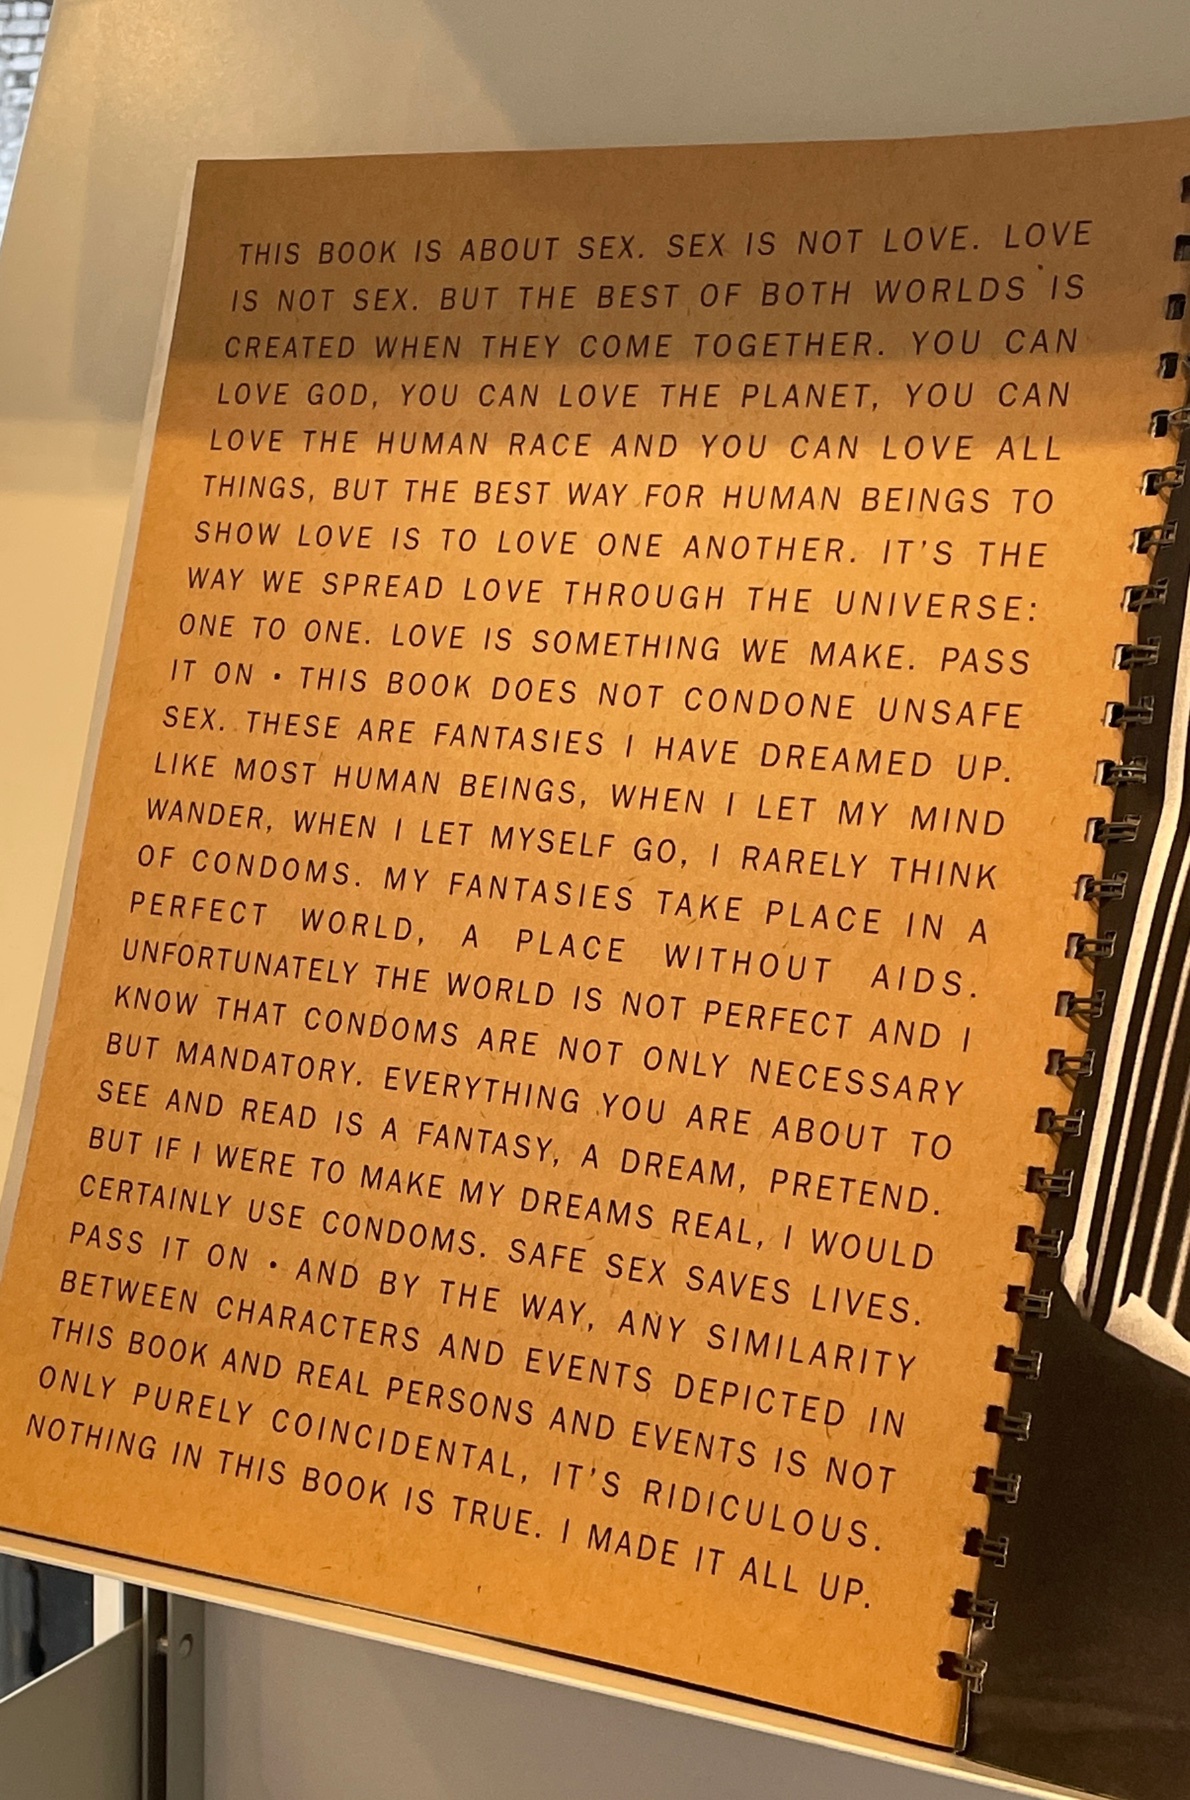 THIS BOOK IS ABOUT SEX. SEX IS NOT LOVE. LOVE
IS NOT SEX. BUT THE BEST OF BOTH WORLDS IS
CREATED WHEN THEY COME TOGETHER. YOU CAN
LOVE GOD, YOU CAN LOVE THE PLANET, YOU CAN
LOVE THE HUMAN RACE AND YOU CAN LOVE ALL
THINGS, BUT THE BEST WAY FOR HUMAN BEINGS TO
SHOW LOVE IS TO LOVE ONE ANOTHER. IT'S THE
WAY WE SPREAD LOVE THROUGH THE UNIVERSE:
ONE TO ONE. LOVE IS SOMETHING WE MAKE. PASS
IT ON • THIS BOOK DOES NOT CONDONE UNSAFE
SEX. THESE ARE FANTASIES I HAVE DREAMED UP.
LIKE MOST HUMAN BEINGS, WHEN I LET MY MIND
WANDER, WHEN I LET MYSELF GO, I RARELY THINK
OF CONDOMS. MY FANTASIES TAKE PLACE IN A
PERFECT WORLD, A PLACE WITHOUT AIDS.
UNFORTUNATELY THE WORLD IS NOT PERFECT AND I
KNOW THAT CONDOMS ARE NOT ONLY NECESSARY
BUT MANDATORY. EVERYTHING YOU ARE ABOUT TO
SEE AND READ IS A FANTASY, A DREAM, PRETEND.
BUT IF I WERE TO MAKE MY DREAMS REAL, I WOULD
CERTAINLY USE CONDOMS. SAFE SEX SAVES LIVES.
PASS IT ON • AND BY THE WAY, ANY SIMILARITY
BETWEEN CHARACTERS AND EVENTS DEPICTED IN
THIS BOOK AND REAL PERSONS AND EVENTS IS NOT
ONLY PURELY COINCIDENTAL, IT'S RIDICULOUS.
NOTHING IN THIS BOOK IS TRUE. I MADE IT ALL UP.